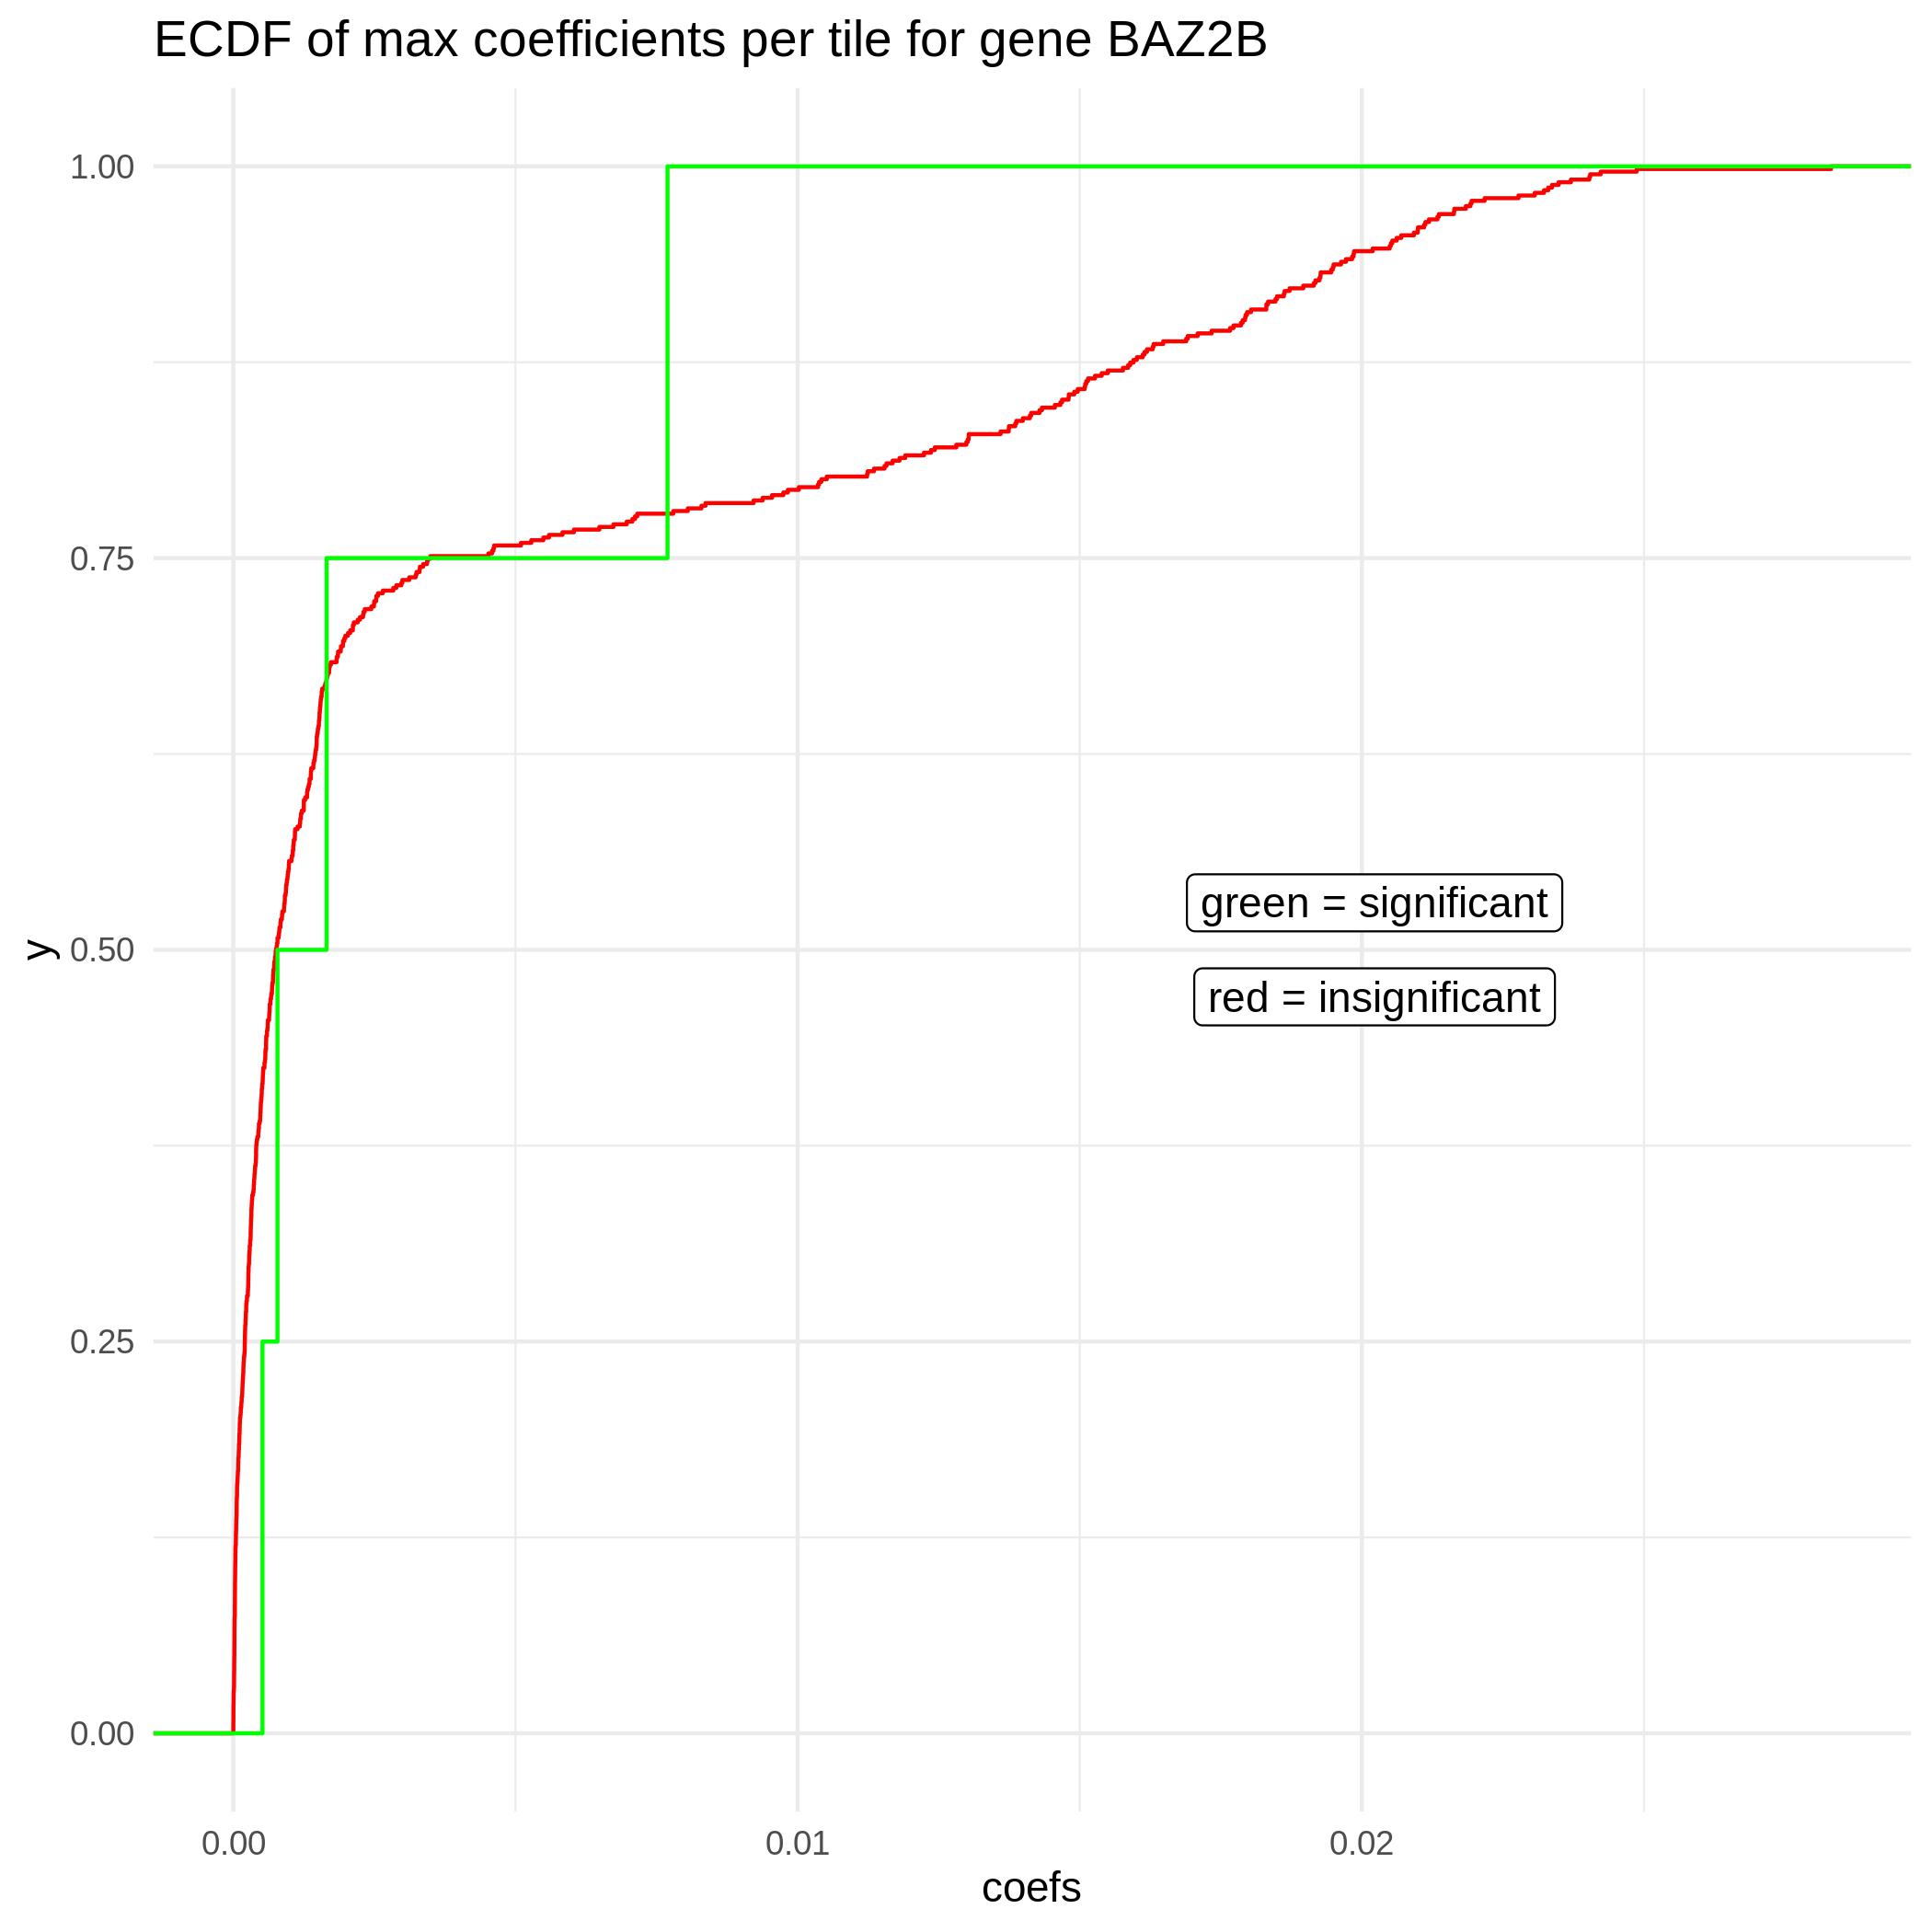 ECDF of max coefficients per tile for gene BAZ2B
1.00
0.75
0.50
0.25
0.00
y
green = significant
red = insignificant
0.00 0.01 0.02
coefs